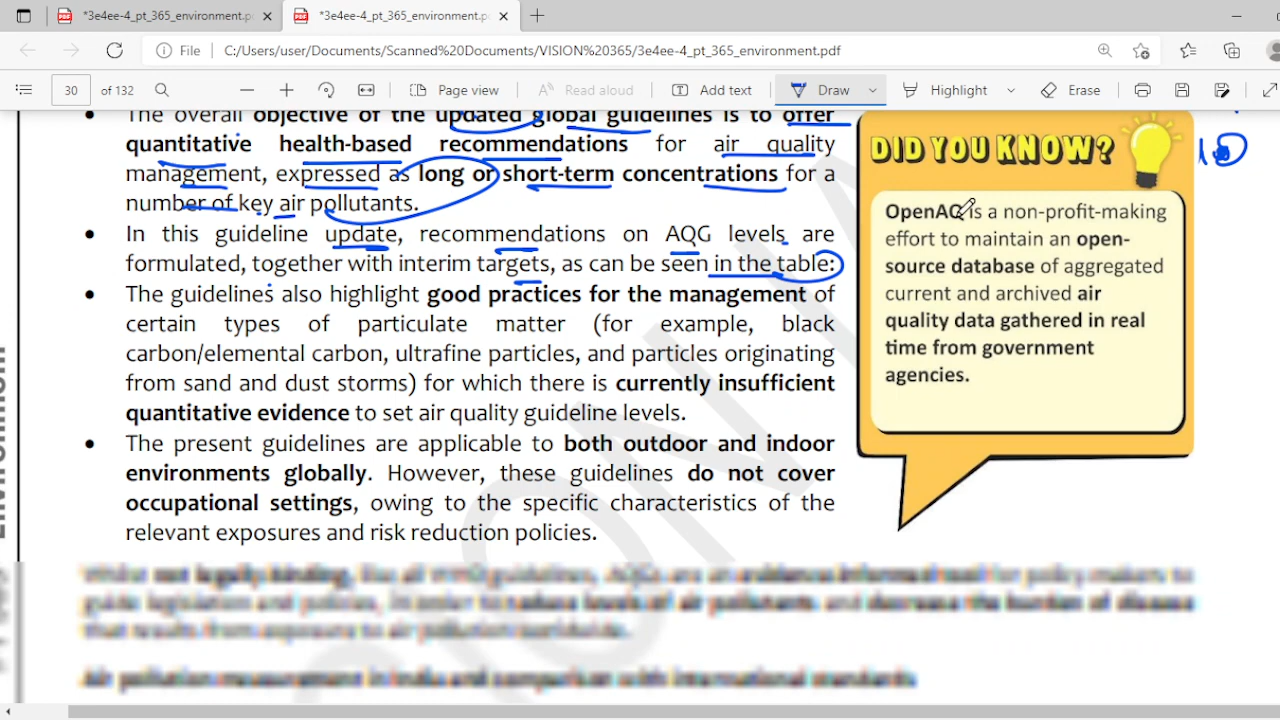 *3e4ee-4_pt_365_environment.p
*3e4ee-4_pt_365_environment.p
File C:/Users/user/Documents/Scanned%20Documents/VISION%20365/3e4ee-4_pt_365_environment.pdf
30 of 132 Page view Read aloud Add text Draw Highlight Erase
The overall objective of the updated global guidelines is to offer
quantitative health-based recommendations for air quality
management, expressed as long or short-term concentrations for a
number of key air pollutants.
In this guideline update, recommendations on AQG levels are
formulated, together with interim targets, as can be seen in the table:
The guidelines also highlight good practices for the management of
certain types of particulate matter (for example, black
carbon/elemental carbon, ultrafine particles, and particles originating
from sand and dust storms) for which there is currently insufficient
quantitative evidence to set air quality guideline levels.
The present guidelines are applicable to both outdoor and indoor
environments globally. However, these guidelines do not cover
occupational settings, owing to the specific characteristics of the
relevant exposures and risk reduction policies.
DID YOU KNOW?
OpenAQ is a non-profit-making
effort to maintain an open-
source database of aggregated
current and archived air
quality data gathered in real
time from government
agencies.